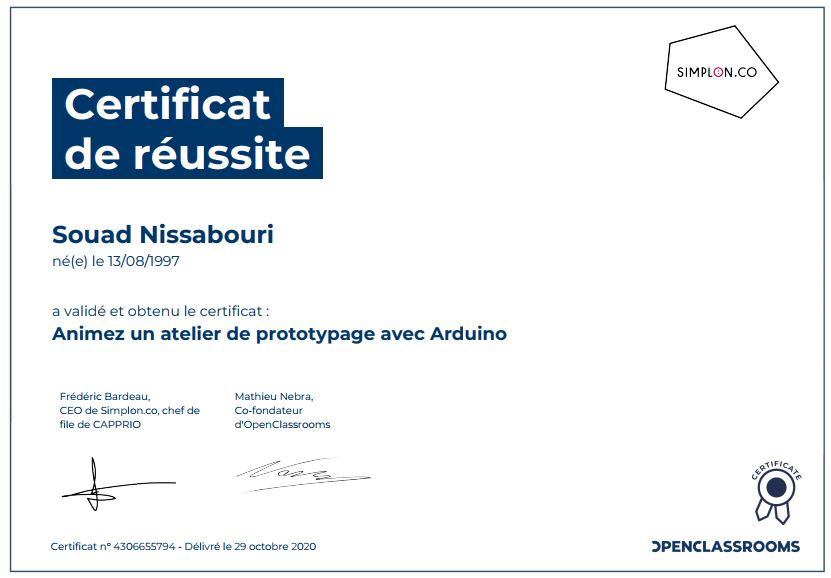 SIMPLON.CO
Certificat
de réussite
Souad Nissabouri
né(e) le 13/08/1997
a validé et obtenu le certificat :
Animez un atelier de prototypage avec Arduino
Frédéric Bardeau,
CEO de Simplon.co, chef de
file de CAPPRIO
Mathieu Nebra,
Co-fondateur
d'OpenClassrooms
CERTIFICATE
Certificat n° 4306655794 - Délivré le 29 octobre 2020
OPENCLASSROOMS